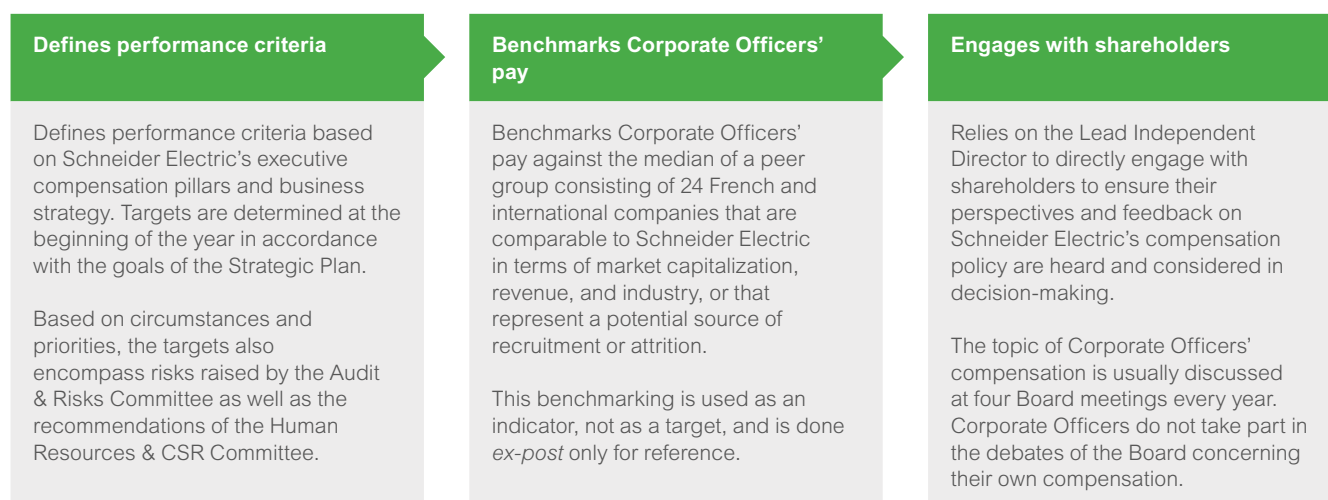 Defines performance criteria
Defines performance criteria based
on Schneider Electric’s executive
compensation pillars and business
strategy. Targets are determined at the
beginning of the year in accordance
with the goals of the Strategic Plan.
Based on circumstances and
priorities, the targets also
encompass risks raised by the Audit
& Risks Committee as well as the
recommendations of the Human
Resources & CSR Committee.
Benchmarks Corporate Officers’
pay
Benchmarks Corporate Officers’
pay against the median of a peer
group consisting of 24 French and
international companies that are
comparable to Schneider Electric
in terms of market capitalization,
revenue, and industry, or that
represent a potential source of
recruitment or attrition.
This benchmarking is used as an
indicator, not as a target, and is done
ex-post only for reference.
Engages with shareholders
Relies on the Lead Independent
Director to directly engage with
shareholders to ensure their
perspectives and feedback on
Schneider Electric’s compensation
policy are heard and considered in
decision-making.
The topic of Corporate Officers’
compensation is usually discussed
at four Board meetings every year.
Corporate Officers do not take part in
the debates of the Board concerning
their own compensation.